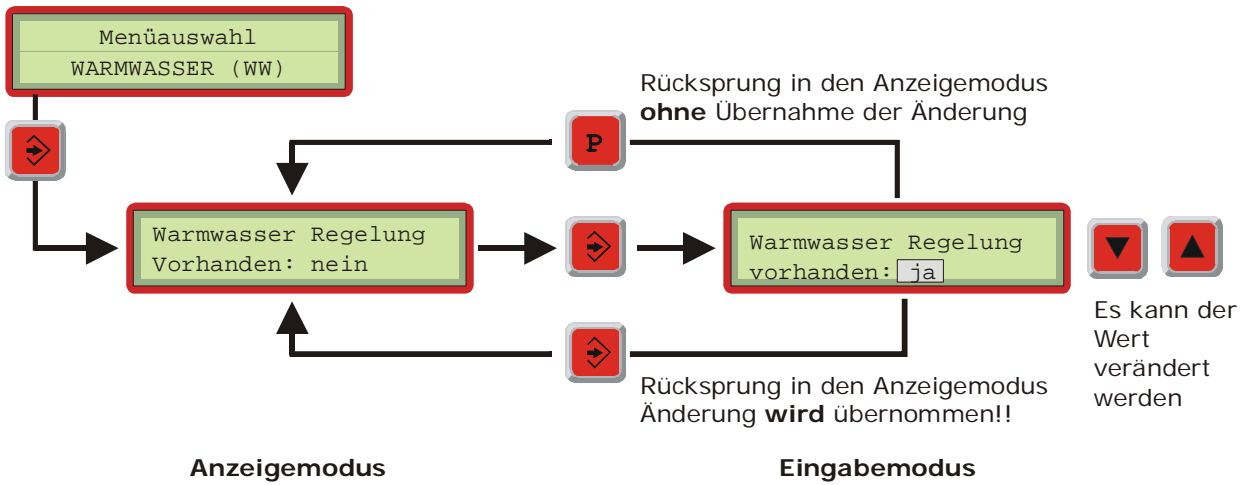 Menüauswahl
WARMWASSER (WW)
Rücksprung in den Anzeigemodus
ohne Übernahme der Änderung
P
Warmwasser Regelung
Vorhanden: nein
Warmwasser Regelung
vorhanden: ja
Es kann der
Wert
verändert
werden
Rücksprung in den Anzeigemodus
Änderung wird übernommen!!
Anzeigemodus
Eingabemodus